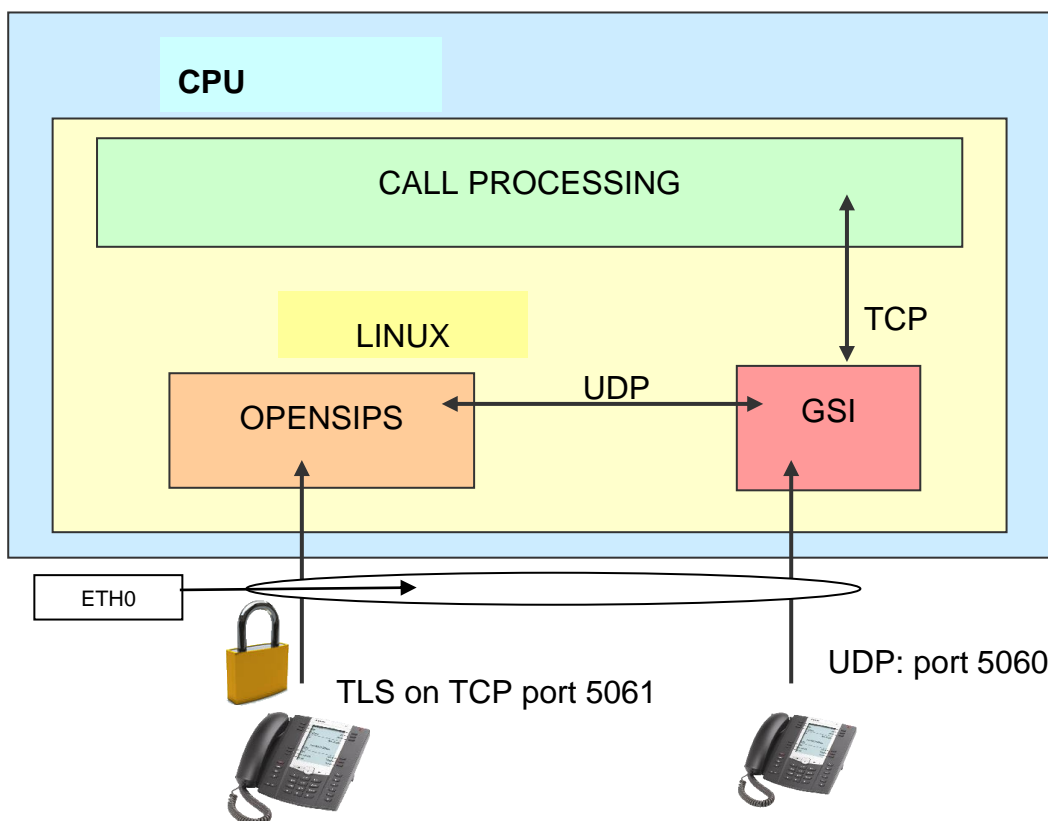 CPU
CALL PROCESSING
TCP
LINUX
UDP
OPENSIPS
GSI
ETH0
UDP: port 5060
TLS on TCP port 5061